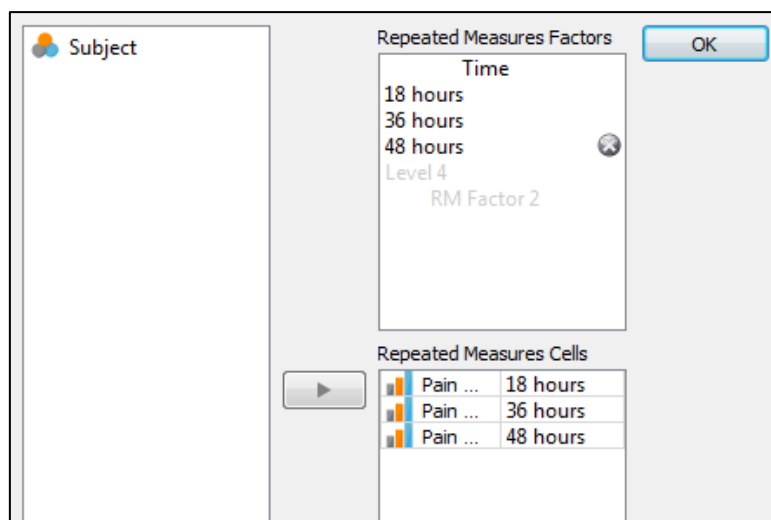 Subject
Repeated Measures Factors
OK
Time
18 hours
36 hours
48 hours
Level 4
RM Factor 2
Repeated Measures Cells
Pain ... 18 hours
Pain ... 36 hours
Pain ... 48 hours